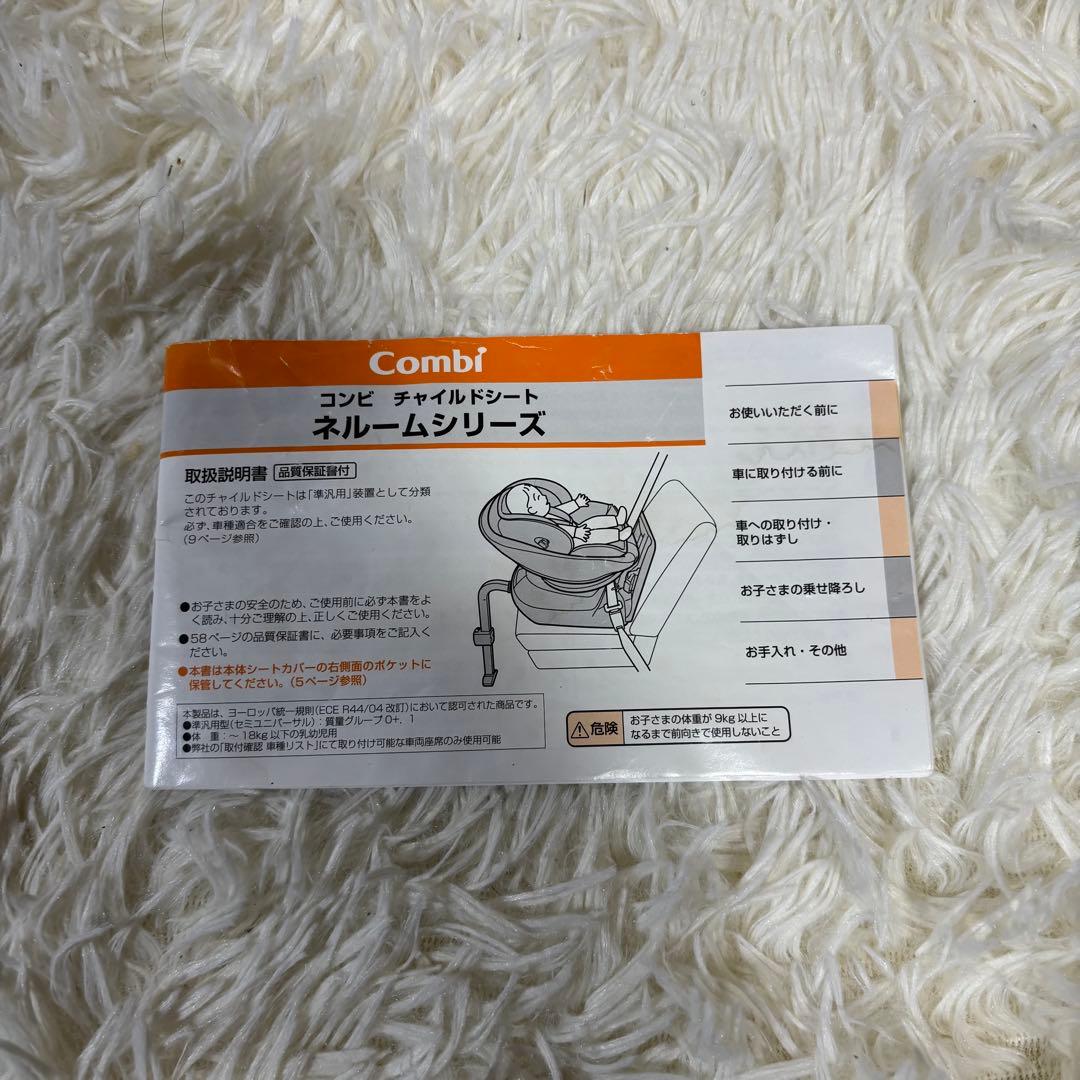 Combi
コンビ チャイルドシート
ネルームシリーズ
取扱説明書 品質保証書付
このチャイルドシートは「準汎用」装置として分類
されております。
必ず、車種適合をご確認の上、ご使用ください。
(9ページ参照)
●お子さまの安全のため、ご使用前に必ず本書をよ
く読み、十分ご理解の上、正しくご使用ください。
●58ページの品質保証書に、必要事項をご記入く
ださい。
●本書は本体シートカバーの右側面のポケットに
保管してください。(5ページ参照)
本製品は、ヨーロッパ統一規則(ECE R44/04 改訂)において認可された商品です。
●準汎用型(セミユニバーサル):質量グループ0+. 1
●体 重:~ 18kg 以下の乳幼児用
●弊社の「取付確認 車種リスト」にて取り付け可能な車両座席のみ使用可能
危険
お子さまの体重が9kg以上に
なるまで前向きで使用しないこと
お使いいただく前に
車に取り付ける前に
車への取り付け・
取りはずし
お子さまの乗せ降ろし
お手入れ・その他